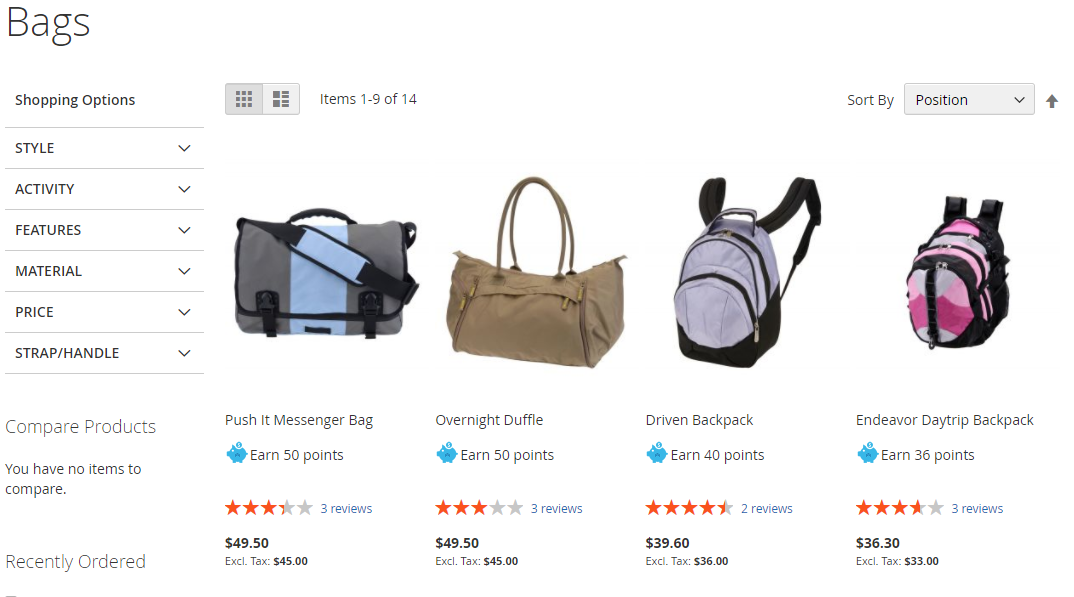 Bags
Shopping Options
Items 1-9 of 14
Sort By Position
STYLE
ACTIVITY
FEATURES
MATERIAL
PRICE
STRAP/HANDLE
Compare Products
You have no items to
compare.
Recently Ordered
Push It Messenger Bag
Earn 50 points
3 reviews
$49.50
Excl. Tax: $45.00
Overnight Duffle
Earn 50 points
3 reviews
$49.50
Excl. Tax: $45.00
Driven Backpack
Earn 40 points
2 reviews
$39.60
Excl. Tax: $36.00
Endeavor Daytrip Backpack
Earn 36 points
3 reviews
$36.30
Excl. Tax: $33.00